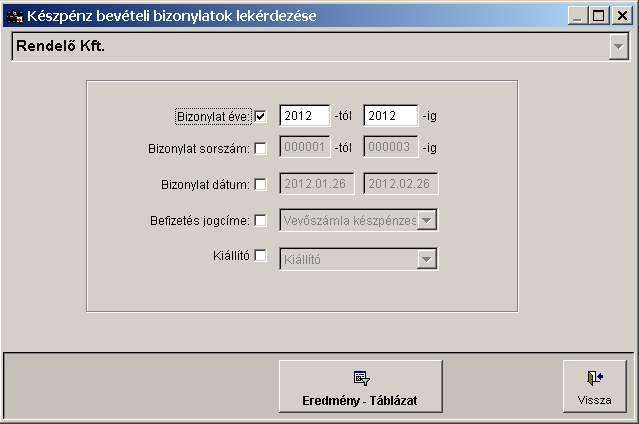 Készpénz bevételi bizonylatok lekérdezése
Rendelő Kft.
Bizonylat éve: 2012 -tól 2012 -ig
Bizonylat sorszám: 000001 -tól 000003 -ig
Bizonylat dátum: 2012.01.26 2012.02.26
Befizetés jogcíme: Vevőszámla készpénzes
Kiállító Kiállító
Eredmény - Táblázat
Vissza